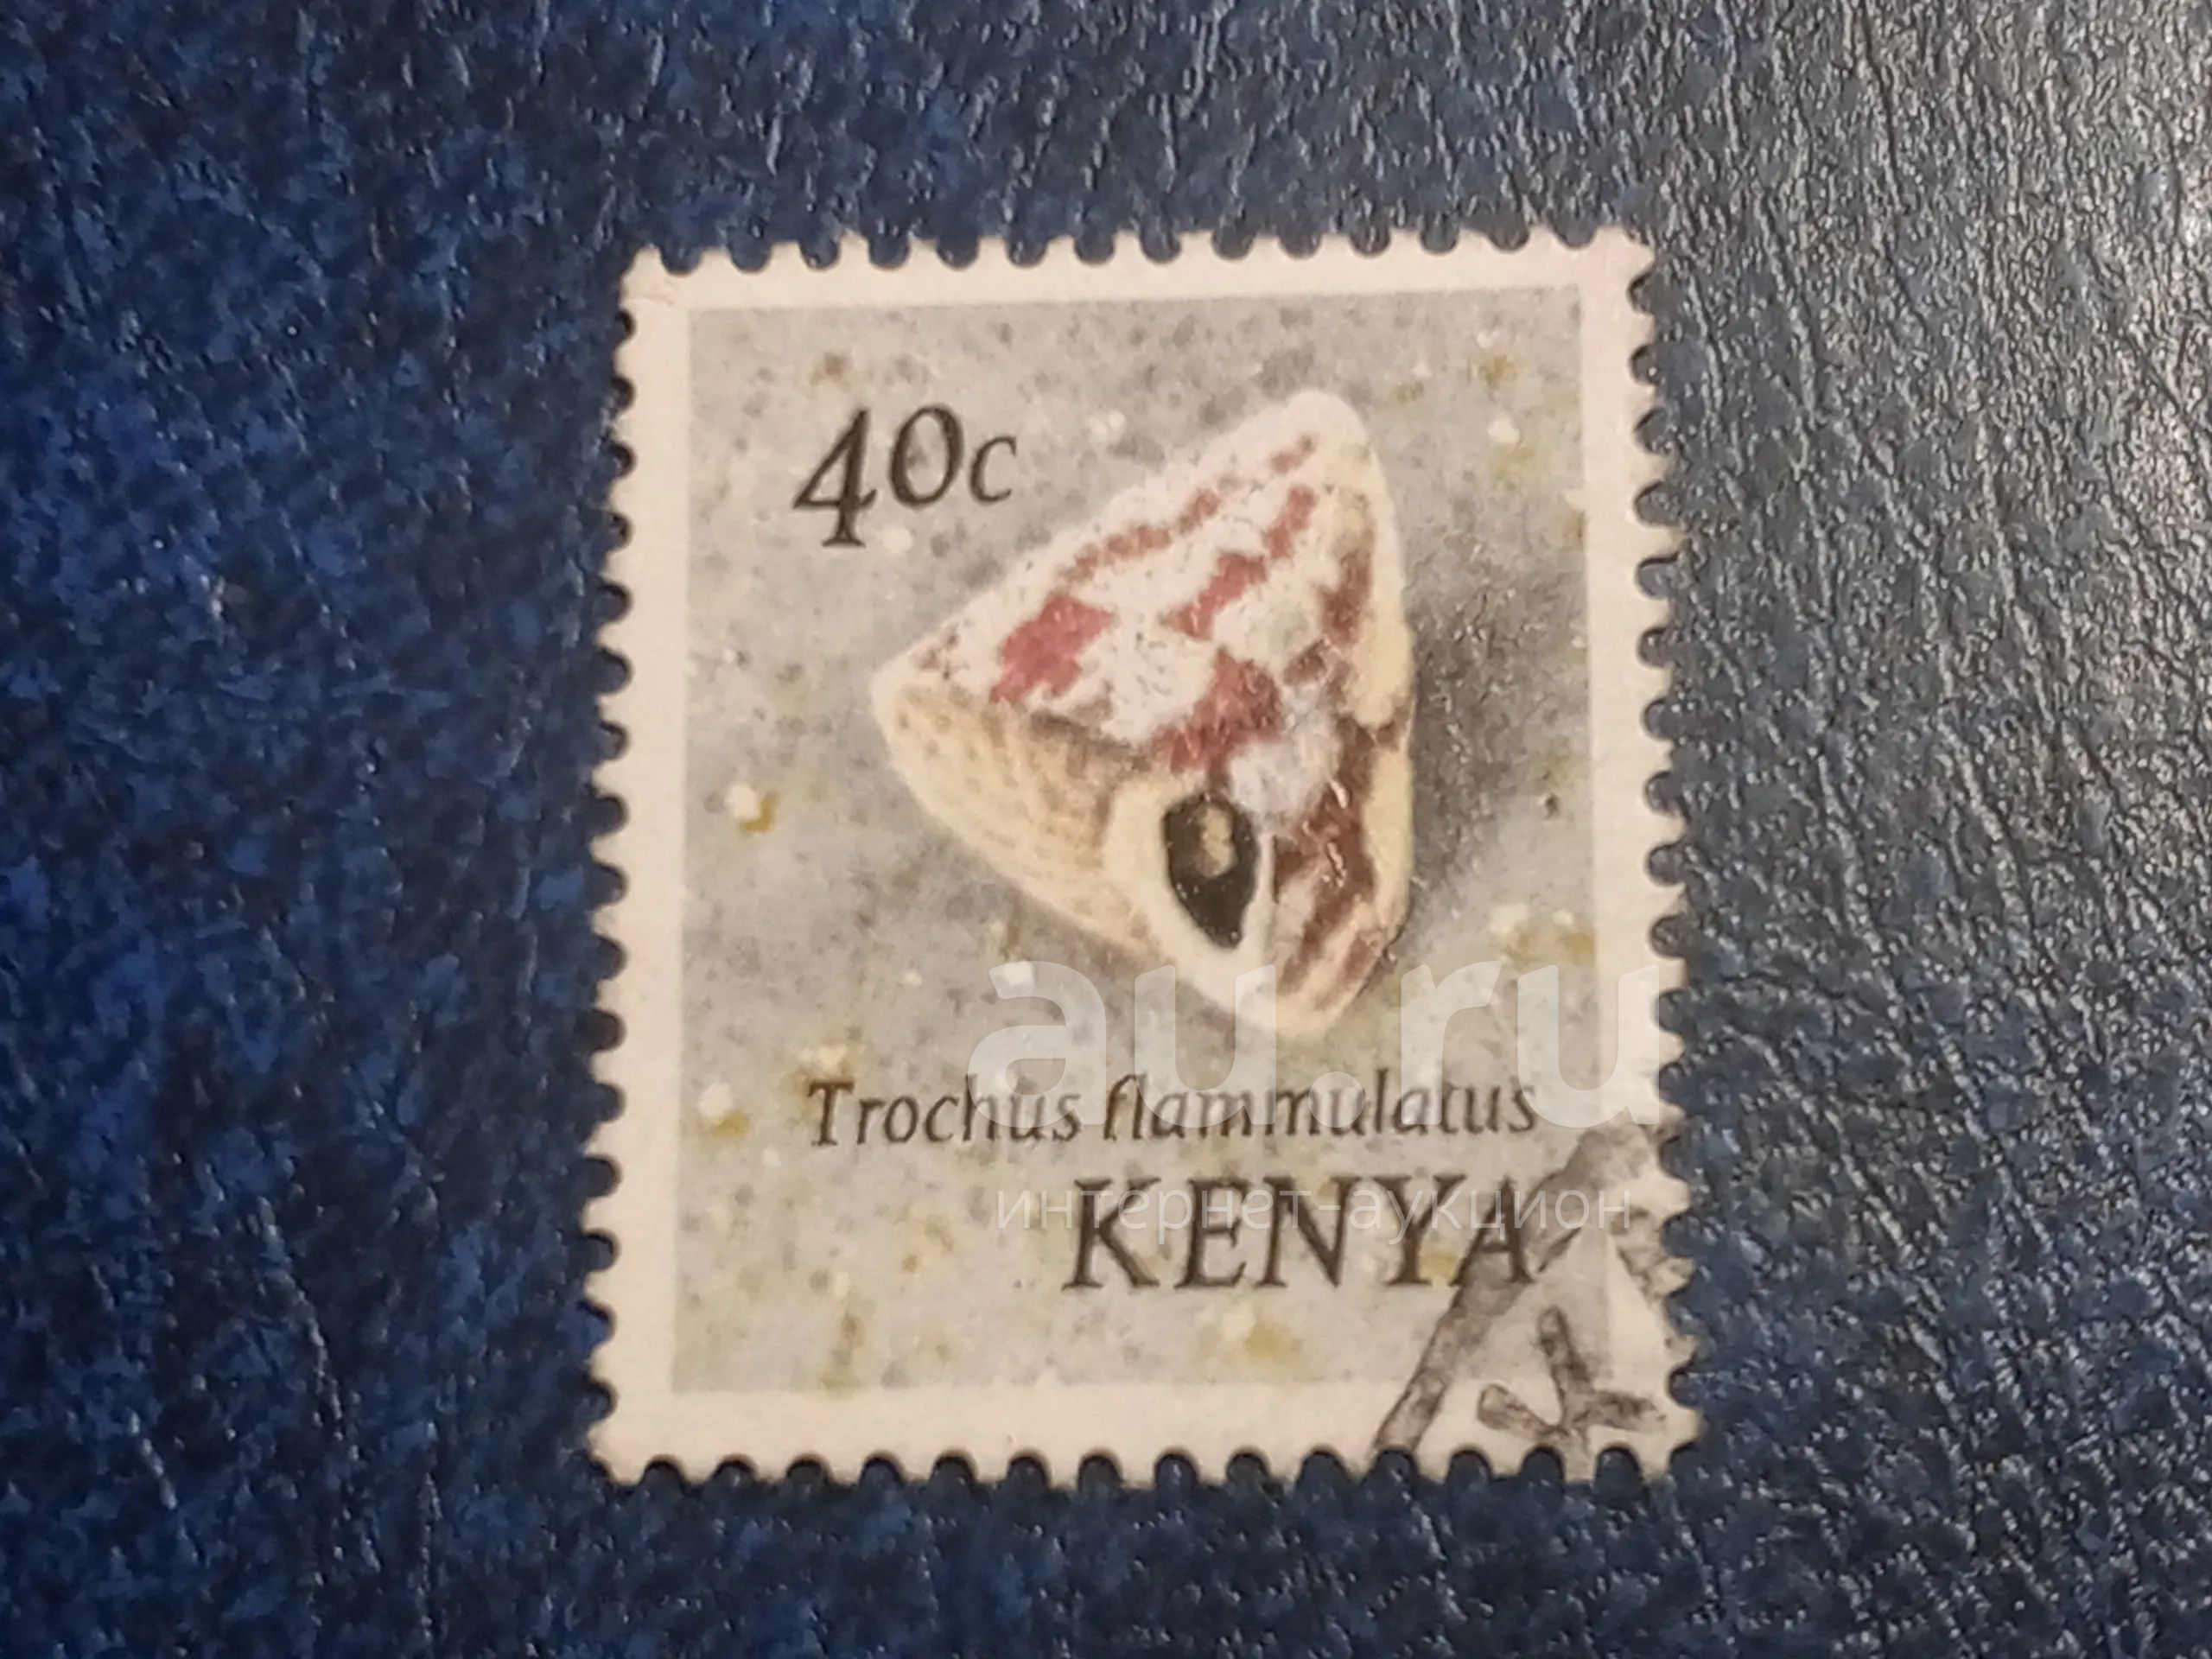 40c
au.ru
Trochus flammulatus
интернет-аукцион
KENYA